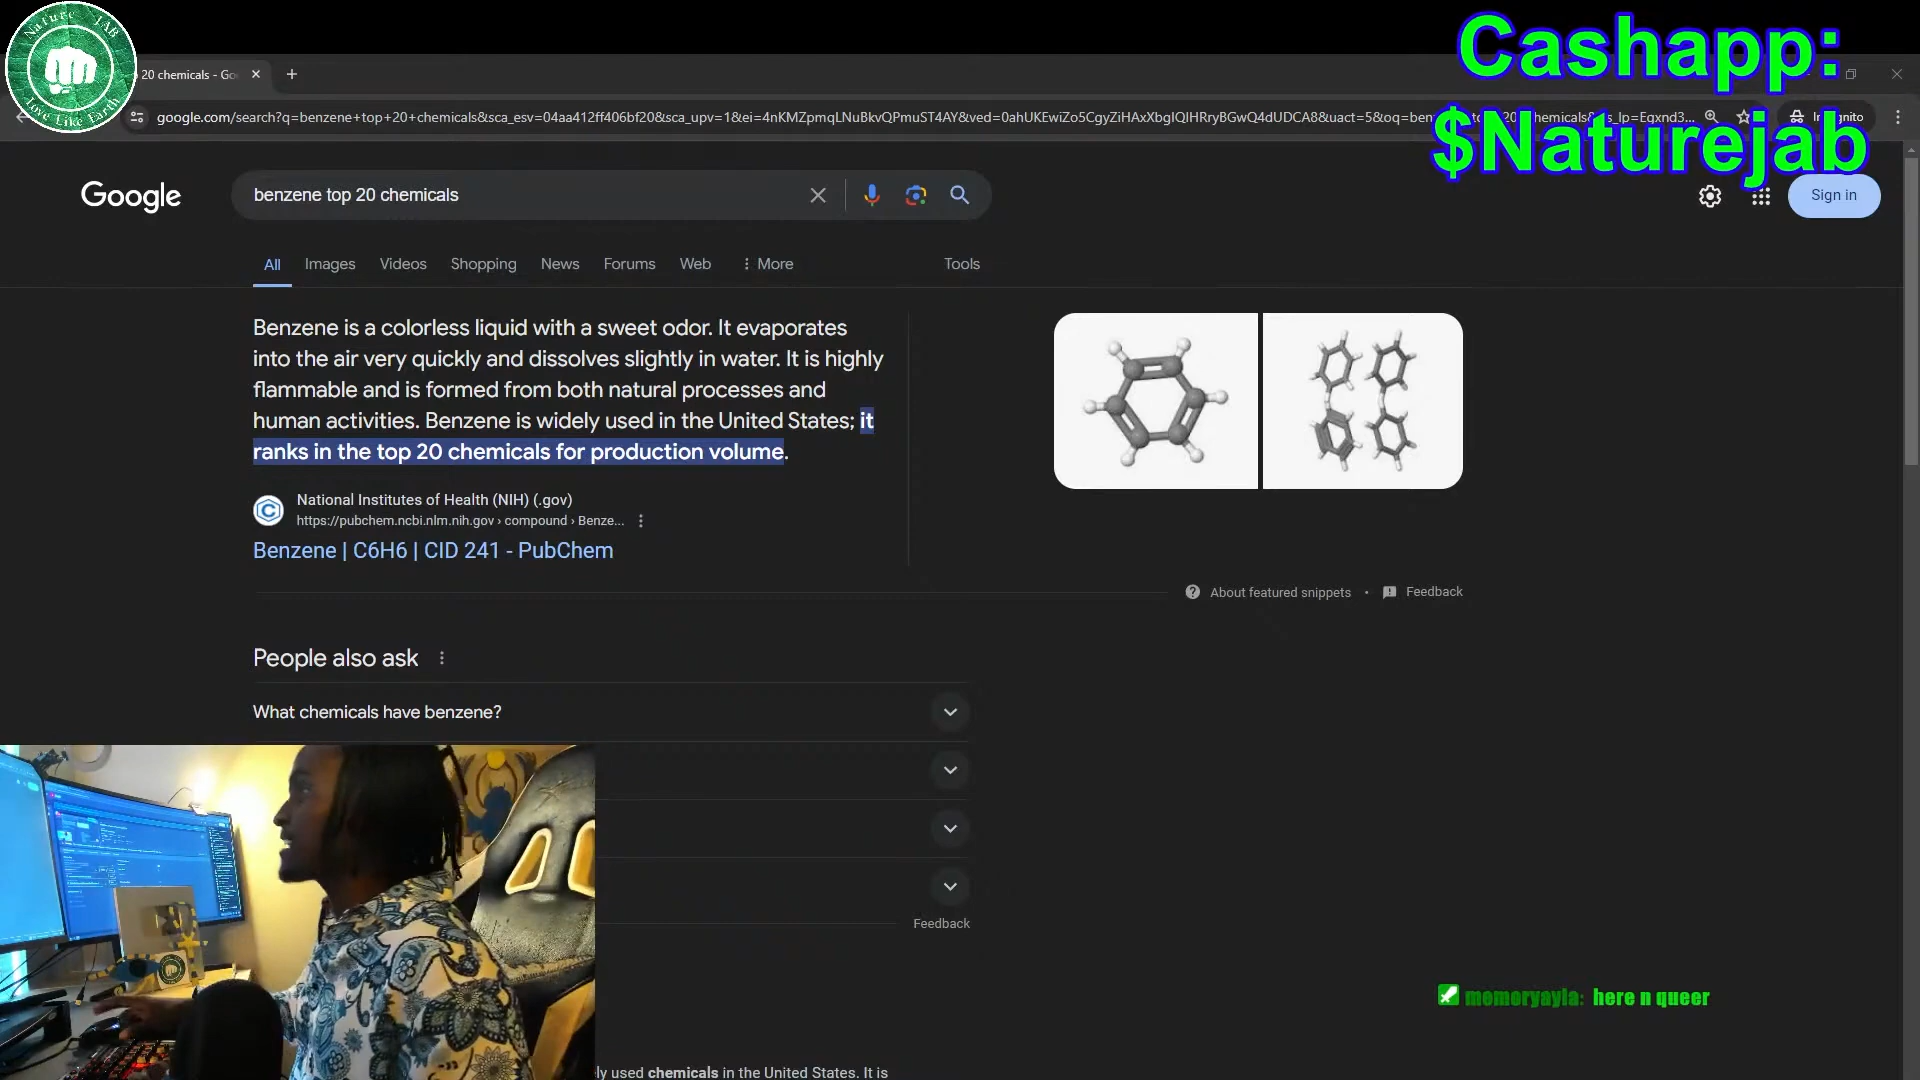 Nature JAB
Love Like Earth
Cashapp:
$Naturejab
20 chemicals - Go
google.com/search?q=benzene+top+20+chemicals&sca_esv=04aa412ff406bf20&sca_upv=1&ei=4nKMZpmqLNuBkvQPmuST4AY&ved=0ahUKEwiZo5CgyZiHAxXbgIQIHRryBGwQ4dUDCA8&uact=5&oq=ben
Incognito
Google
benzene top 20 chemicals
Sign in
All Images Videos Shopping News Forums Web More Tools
Benzene is a colorless liquid with a sweet odor. It evaporates
into the air very quickly and dissolves slightly in water. It is highly
flammable and is formed from both natural processes and
human activities. Benzene is widely used in the United States; it
ranks in the top 20 chemicals for production volume.
National Institutes of Health (NIH) (.gov)
https://pubchem.ncbi.nlm.nih.gov › compound › Benze...
Benzene | C6H6 | CID 241 - PubChem
About featured snippets • Feedback
People also ask
What chemicals have benzene?
Feedback
memoryayla: here n queer
ly used chemicals in the United States. It is